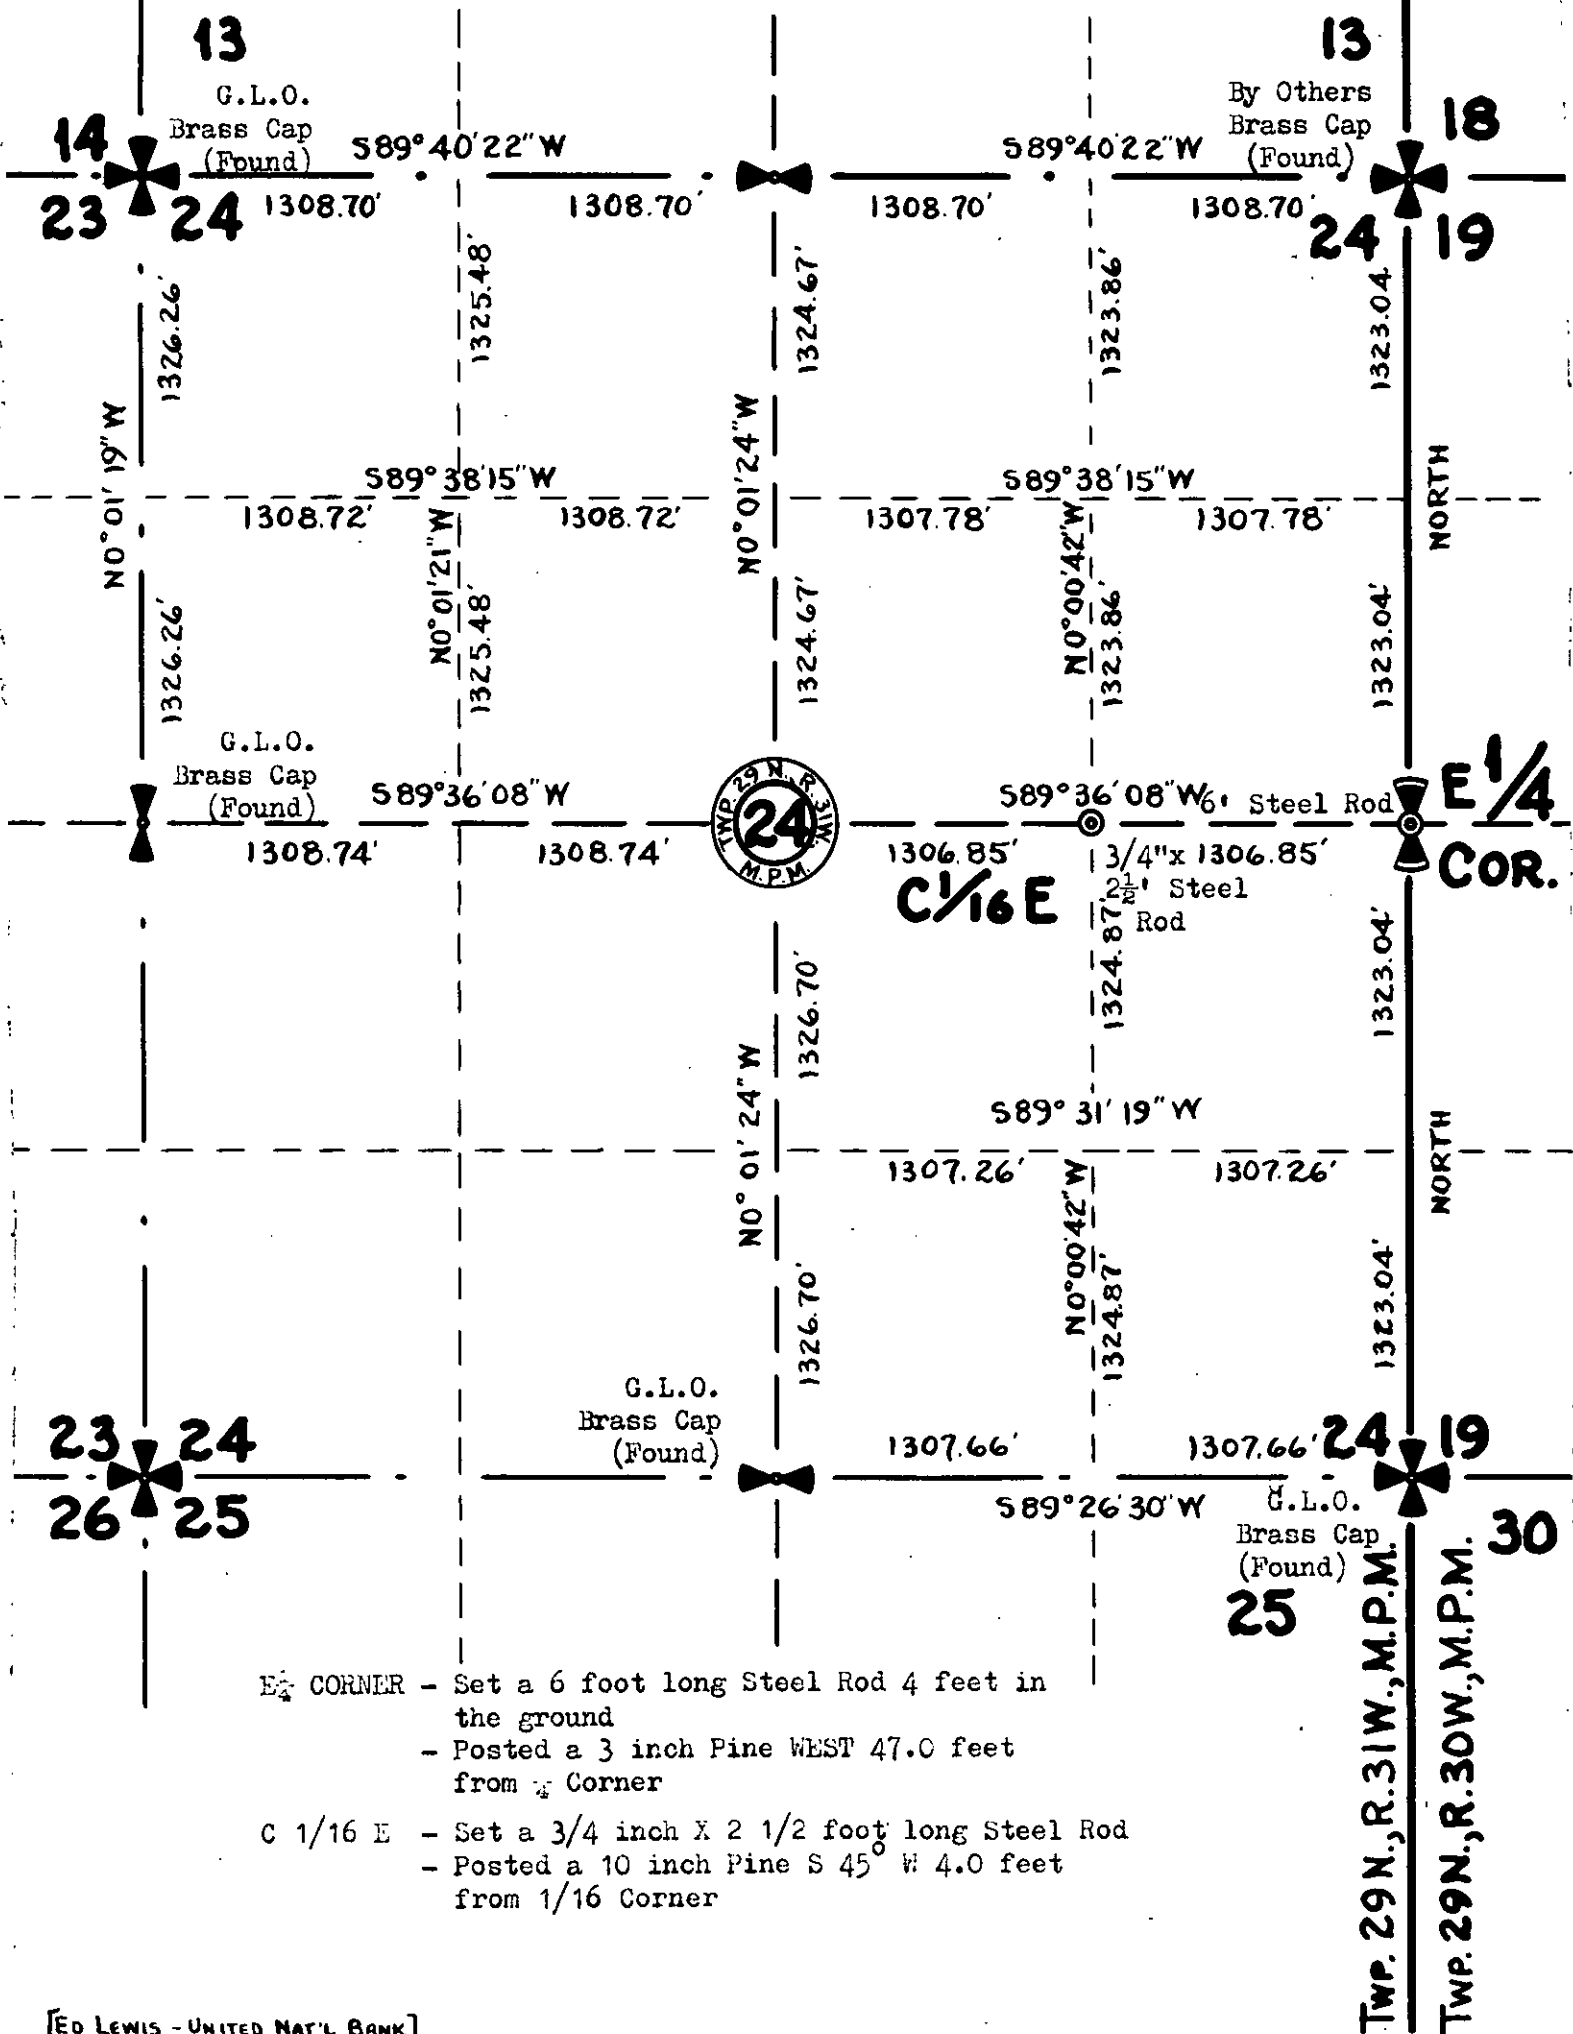 13
13
G.L.O.
Brass Cap
(Found)
By Others
Brass Cap
(Found)
14
18
S89°40'22"W
S89°40'22"W
23
24
1308.70'
1308.70'
1308.70'
1308.70'
24
19
1326.26'
1325.48'
1324.67'
1323.86'
1323.04
N0°01'19"W
N0°01'24"W
NORTH
S89°38'15"W
S89°38'15"W
1308.72'
1308.72'
1307.78'
1307.78'
N0°01'21"W
N0°00'42"W
1326.26'
1325.48'
1324.67'
1323.86'
1323.04'
G.L.O.
Brass Cap
(Found)
S89°36'08"W
TWP. 29 N., R. 31W.
24
M.P.M.
S89°36'08"W
6' Steel Rod
E 1/4
COR.
1308.74'
1308.74'
1306.85'
3/4"x
1306.85'
2½' Steel
Rod
C 1/16 E
1326.70'
1324.87'
1323.04'
N0°01'24"W
S89°31'19"W
1307.26'
1307.26'
NORTH
N0°00'42"W
1326.70'
1324.87'
1323.04'
G.L.O.
Brass Cap
(Found)
23
24
1307.66'
1307.66'
24
19
26
25
S89°26'30"W
G.L.O.
Brass Cap
(Found)
30
25
TWP. 29N., R.31W., M.P.M.
TWP. 29N., R.30W., M.P.M.
E¼ CORNER - Set a 6 foot long Steel Rod 4 feet in
the ground
- Posted a 3 inch Pine WEST 47.0 feet
from ¼ Corner
C 1/16 E - Set a 3/4 inch X 2 1/2 foot long Steel Rod
- Posted a 10 inch Pine S 45° W 4.0 feet
from 1/16 Corner
[ED LEWIS - UNITED NAT'L BANK]